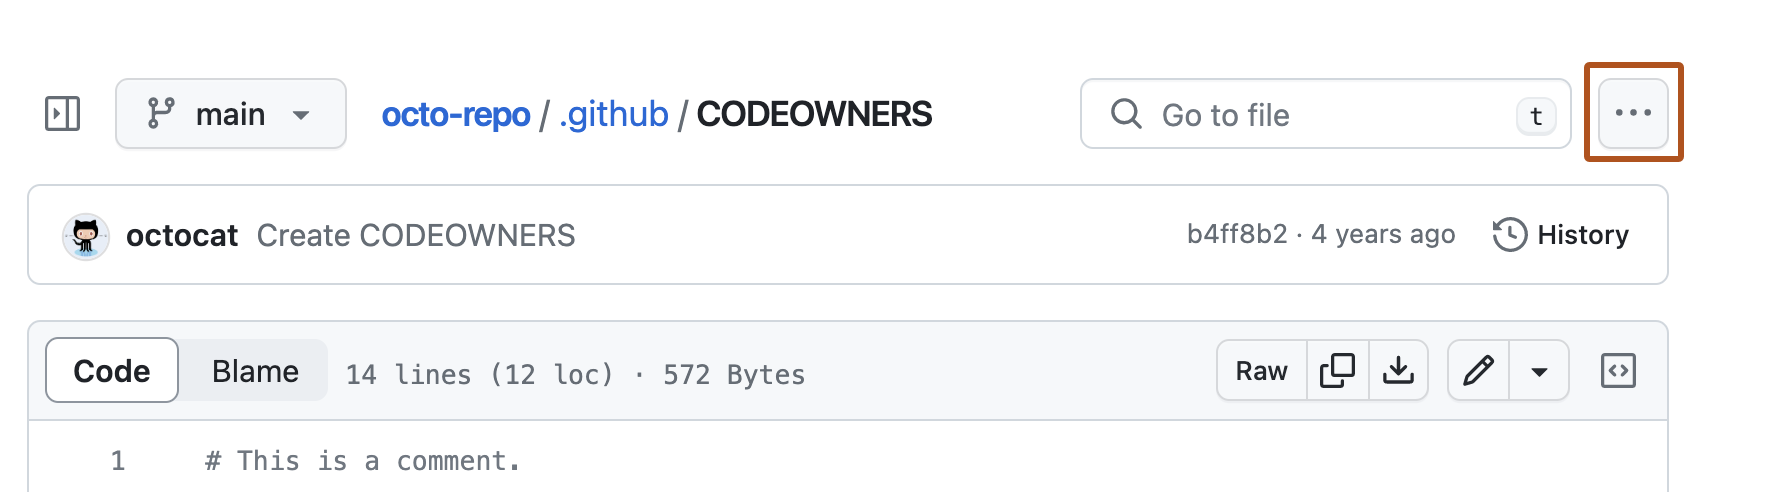 main octo-repo / .github / CODEOWNERS Go to file t ...
octocat Create CODEOWNERS b4ff8b2 · 4 years ago History
Code Blame 14 lines (12 loc) · 572 Bytes Raw
1 # This is a comment.